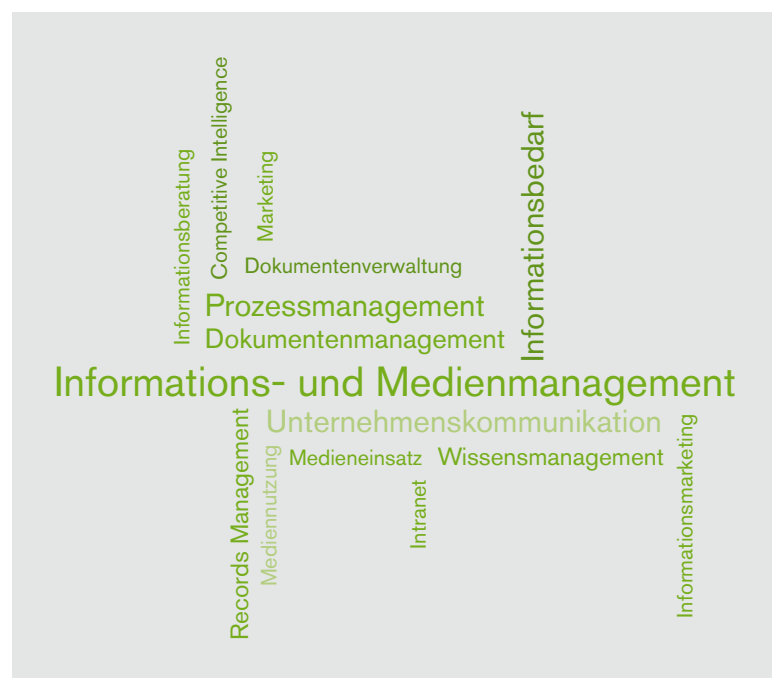 Informationsberatung
Competitive Intelligence
Marketing
Informationsbedarf
Dokumentenverwaltung
Prozessmanagement
Dokumentenmanagement
Informations- und Medienmanagement
Unternehmenskommunikation
Records Management
Mediennutzung
Medieneinsatz
Wissensmanagement
Intranet
Informationsmarketing